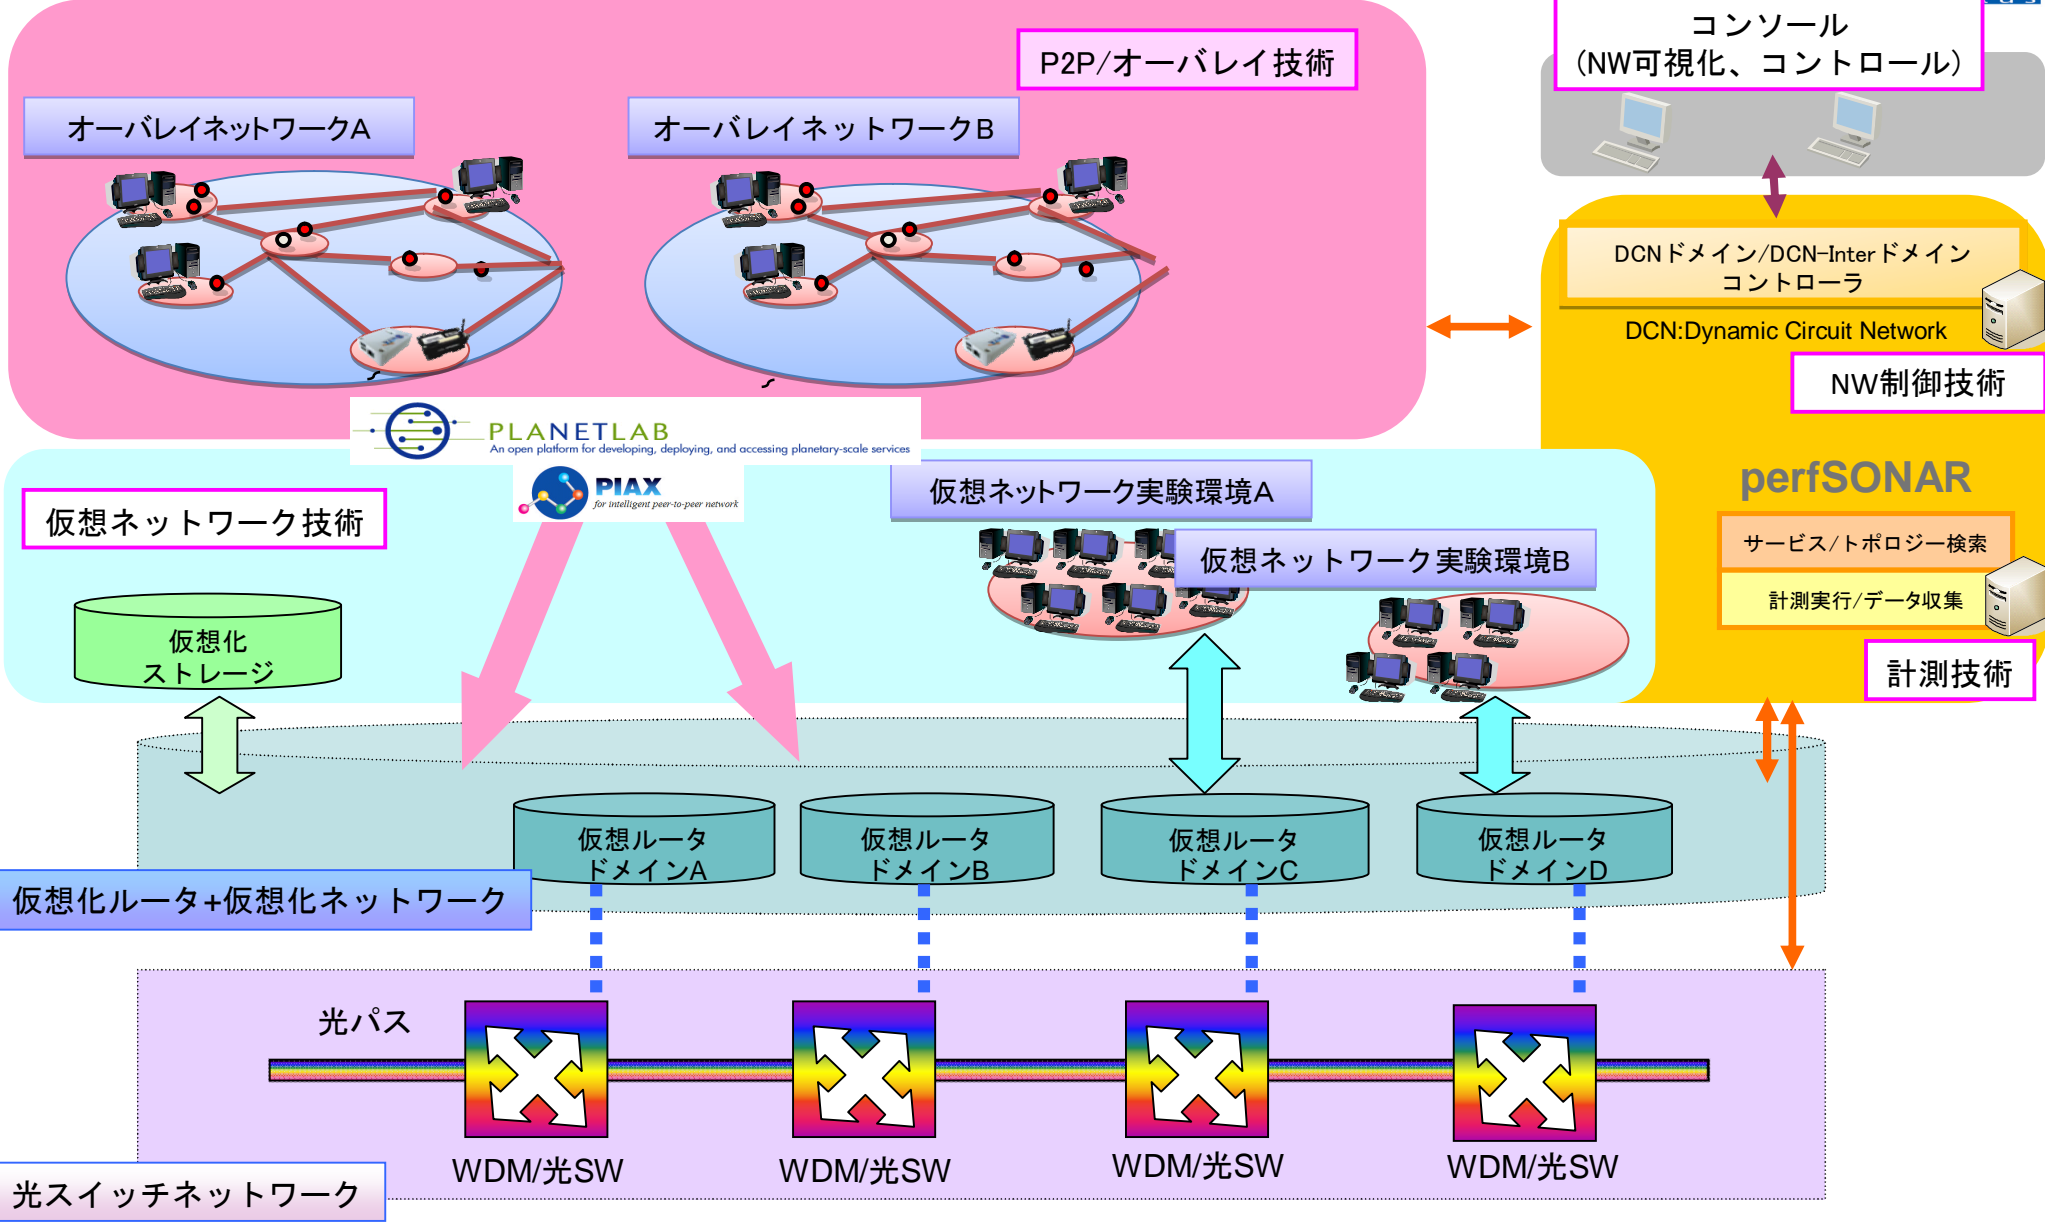 コンソール
(NW可視化、コントロール)
P2P/オーバレイ技術
オーバレイネットワークA
オーバレイネットワークB
DCNドメイン/DCN-Interドメイン
コントローラ
DCN:Dynamic Circuit Network
NW制御技術
PLANETLAB
An open platform for developing, deploying, and accessing planetary-scale services
PIAX
for intelligent peer-to-peer network
仮想ネットワーク技術
仮想ネットワーク実験環境A
仮想ネットワーク実験環境B
perfSONAR
サービス/トポロジー検索
計測実行/データ収集
計測技術
仮想化
ストレージ
仮想ルータ
ドメインA
仮想ルータ
ドメインB
仮想ルータ
ドメインC
仮想ルータ
ドメインD
仮想化ルータ+仮想化ネットワーク
光パス
WDM/光SW
WDM/光SW
WDM/光SW
WDM/光SW
光スイッチネットワーク